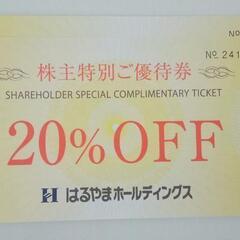 No
No. 241
株主特別ご優待券
SHAREHOLDER SPECIAL COMPLIMENTARY TICKET
20% OFF
はるやまホールディングス